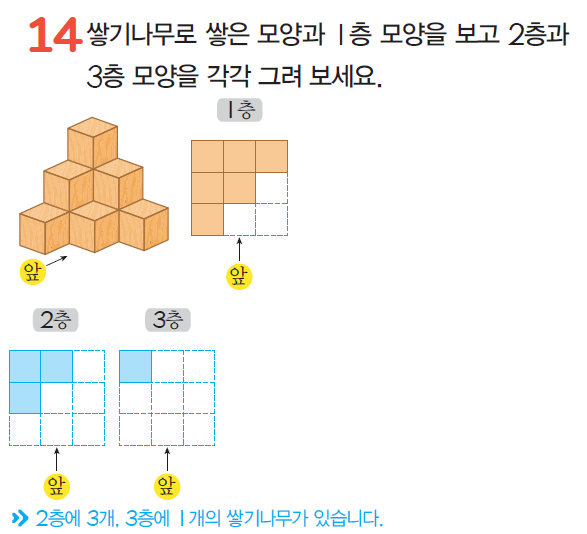 14 쌓기나무로 쌓은 모양과 1층 모양을 보고 2층과
3층 모양을 각각 그려 보세요.
1층
앞
앞
2층
3층
앞
앞
» 2층에 3개, 3층에 1개의 쌓기나무가 있습니다.